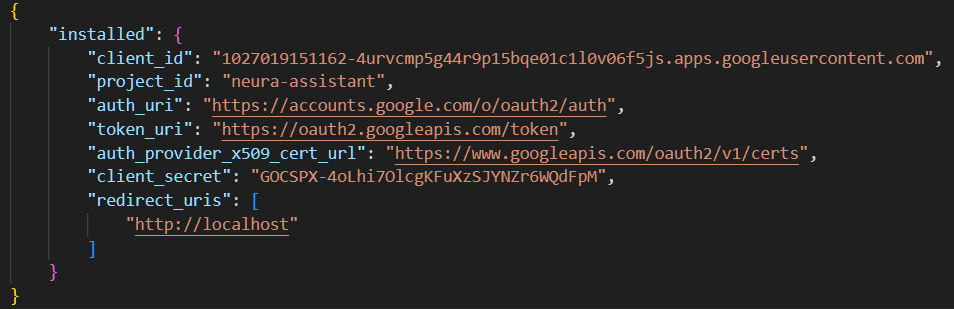 {
"installed": {
"client_id": "1027019151162-4urvcmp5g44r9p15bqe01c1l0v06f5js.apps.googleusercontent.com",
"project_id": "neura-assistant",
"auth_uri": "https://accounts.google.com/o/oauth2/auth",
"token_uri": "https://oauth2.googleapis.com/token",
"auth_provider_x509_cert_url": "https://www.googleapis.com/oauth2/v1/certs",
"client_secret": "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",
"redirect_uris": [
"http://localhost"
]
}
}